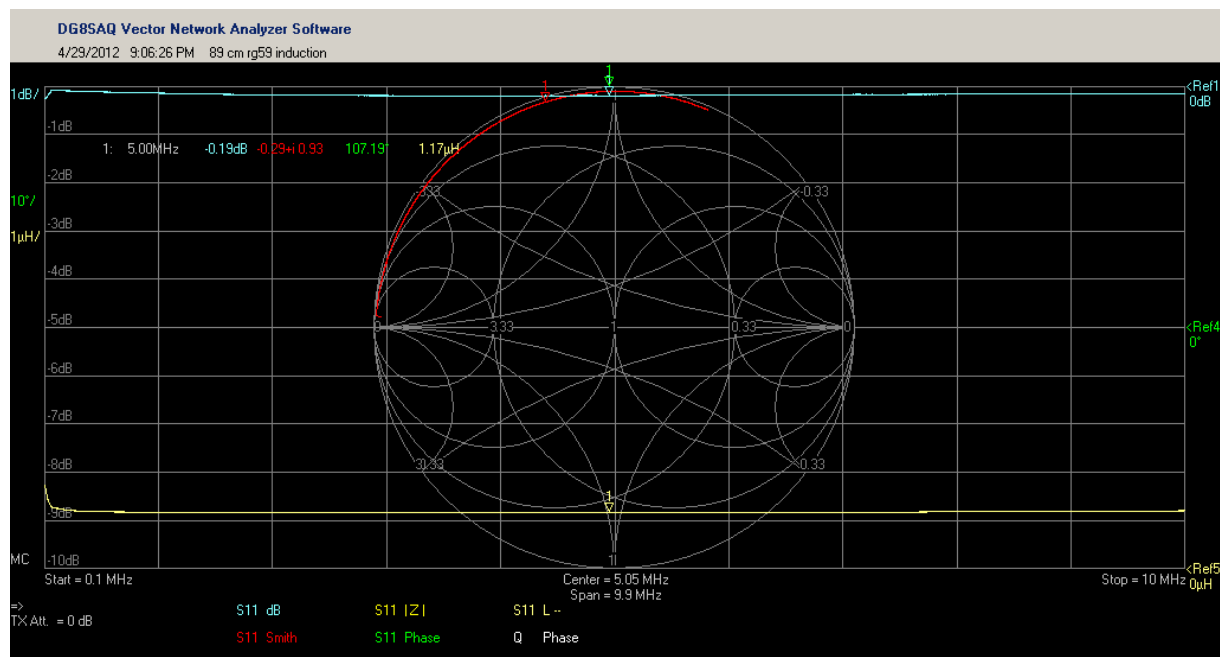 DG8SAQ Vector Network Analyzer Software
4/29/2012 9:06:26 PM 89 cm rg59 induction
1
1
1dB/
<Ref1
0dB
-1dB
1: 5.00MHz -0.19dB -0.29+i 0.93 107.19° 1.17µH
-2dB
3.33
-0.33
10°/
-3dB
1µH/
-4dB
-5dB
0
3.33
1
0.33
0
<Ref4
0°
-6dB
-7dB
-8dB
0.33
1
-9dB
MC
-10dB
1
<Ref5
0µH
Start = 0.1 MHz
Center = 5.05 MHz
Stop = 10 MHz
Span = 9.9 MHz
=>
TX Att. = 0 dB
S11 dB
S11 |Z|
S11 L --
S11 Smith
S11 Phase
Q Phase